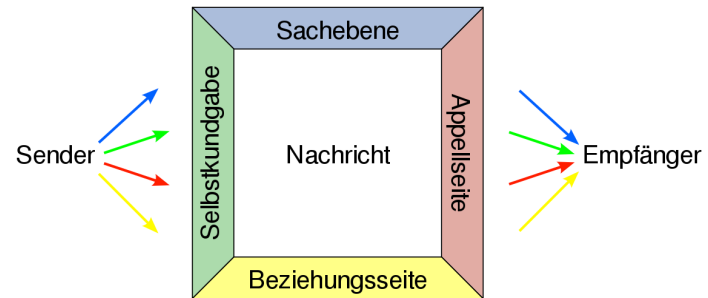 Sachebene
Selbstkundgabe
Sender
Nachricht
Appellseite
Empfänger
Beziehungsseite